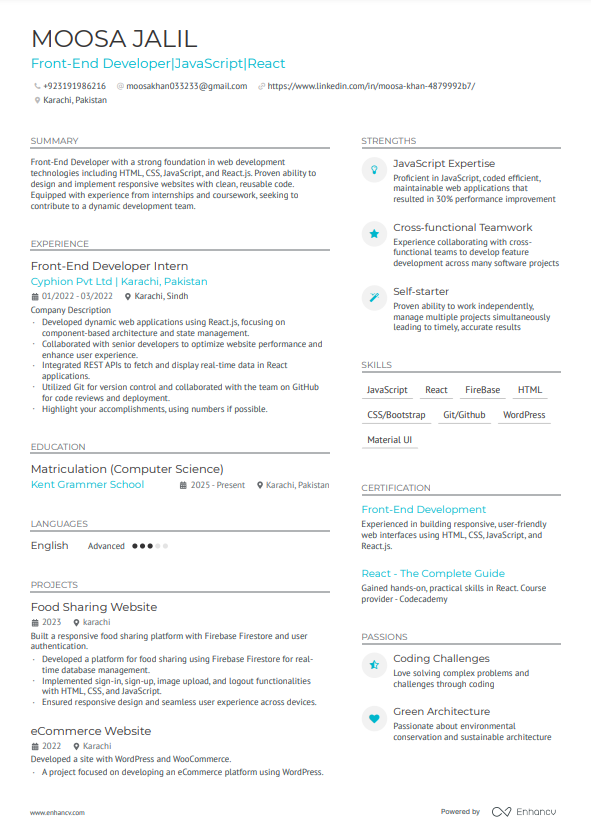 MOOSA JALIL
Front-End Developer|JavaScript|React
+923191986216 moosakhan033233@gmail.com https://www.linkedin.com/in/moosa-khan-4879992b7/
Karachi, Pakistan
SUMMARY
Front-End Developer with a strong foundation in web development
technologies including HTML, CSS, JavaScript, and React.js. Proven ability to
design and implement responsive websites with clean, reusable code.
Equipped with experience from internships and coursework, seeking to
contribute to a dynamic development team.
EXPERIENCE
Front-End Developer Intern
Cyphion Pvt Ltd | Karachi, Pakistan
01/2022 - 03/2022 Karachi, Sindh
Company Description
· Developed dynamic web applications using React.js, focusing on
component-based architecture and state management.
· Collaborated with senior developers to optimize website performance and
enhance user experience.
· Integrated REST APIs to fetch and display real-time data in React
applications.
· Utilized Git for version control and collaborated with the team on GitHub
for code reviews and deployment.
· Highlight your accomplishments, using numbers if possible.
EDUCATION
Matriculation (Computer Science)
Kent Grammer School 2025 - Present Karachi, Pakistan
LANGUAGES
English Advanced
PROJECTS
Food Sharing Website
2023 karachi
Built a responsive food sharing platform with Firebase Firestore and user
authentication.
· Developed a platform for food sharing using Firebase Firestore for real-
time database management.
· Implemented sign-in, sign-up, image upload, and logout functionalities
with HTML, CSS, and JavaScript.
· Ensured responsive design and seamless user experience across devices.
eCommerce Website
2022 Karachi
Developed a site with WordPress and WooCommerce.
· A project focused on developing an eCommerce platform using WordPress.
STRENGTHS
JavaScript Expertise
Proficient in JavaScript, coded efficient,
maintainable web applications that
resulted in 30% performance improvement
Cross-functional Teamwork
Experience collaborating with cross-
functional teams to develop feature
development across many software projects
Self-starter
Proven ability to work independently,
manage multiple projects simultaneously
leading to timely, accurate results
SKILLS
JavaScript React FireBase HTML
CSS/Bootstrap Git/Github WordPress
Material UI
CERTIFICATION
Front-End Development
Experienced in building responsive, user-friendly
web interfaces using HTML, CSS, JavaScript, and
React.js.
React - The Complete Guide
Gained hands-on, practical skills in React. Course
provider - Codecademy
PASSIONS
Coding Challenges
Love solving complex problems and
challenges through coding
Green Architecture
Passionate about environmental
conservation and sustainable architecture
www.enhancv.com Powered by Enhancv